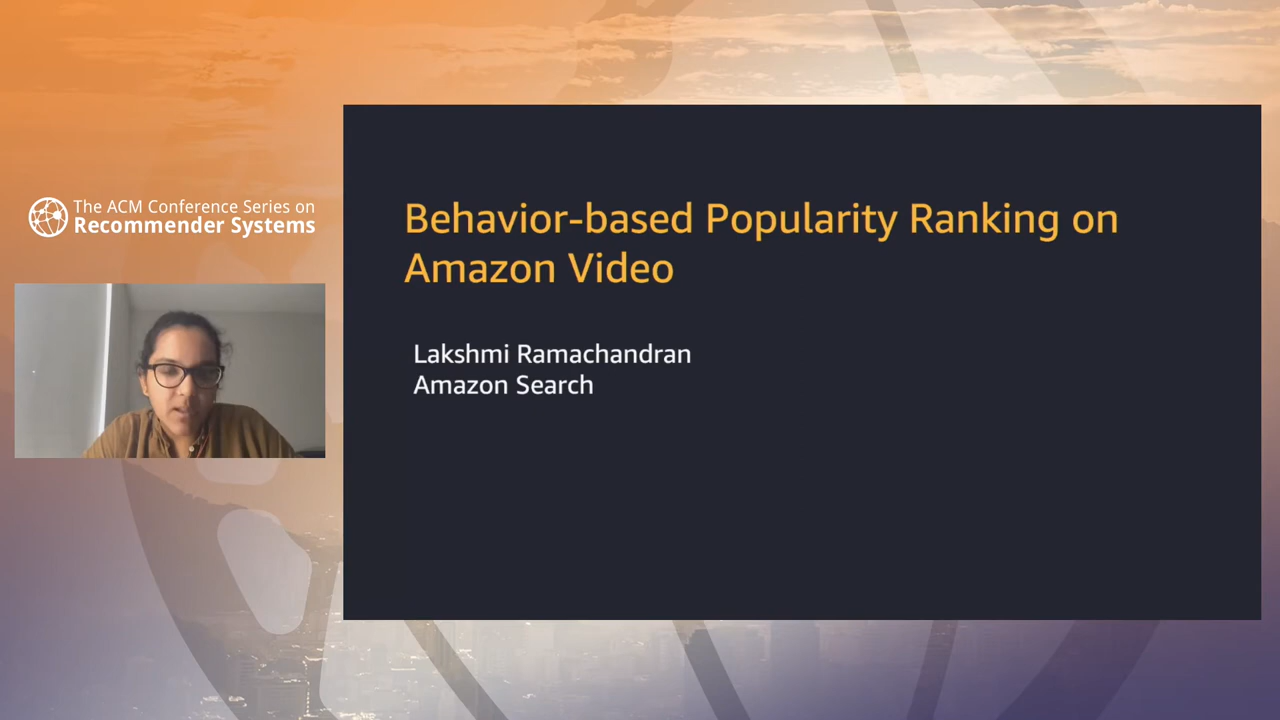 The ACM Conference Series on
Recommender Systems
Behavior-based Popularity Ranking on
Amazon Video
Lakshmi Ramachandran
Amazon Search